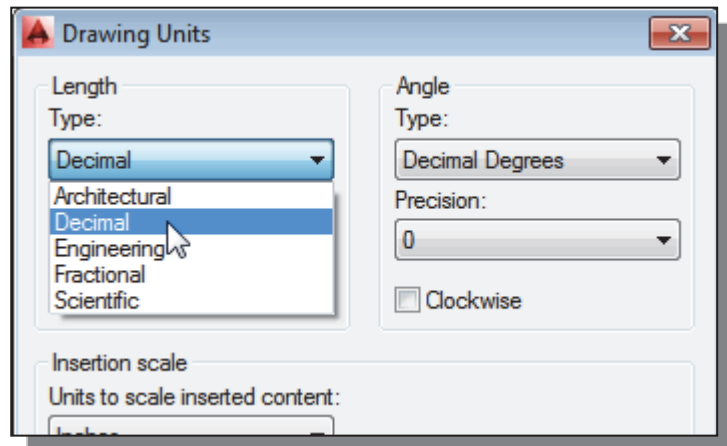 Drawing Units
Length
Type:
Decimal
Architectural
Decimal
Engineering
Fractional
Scientific
Angle
Type:
Decimal Degrees
Precision:
0
Clockwise
Insertion scale
Units to scale inserted content:
Inches